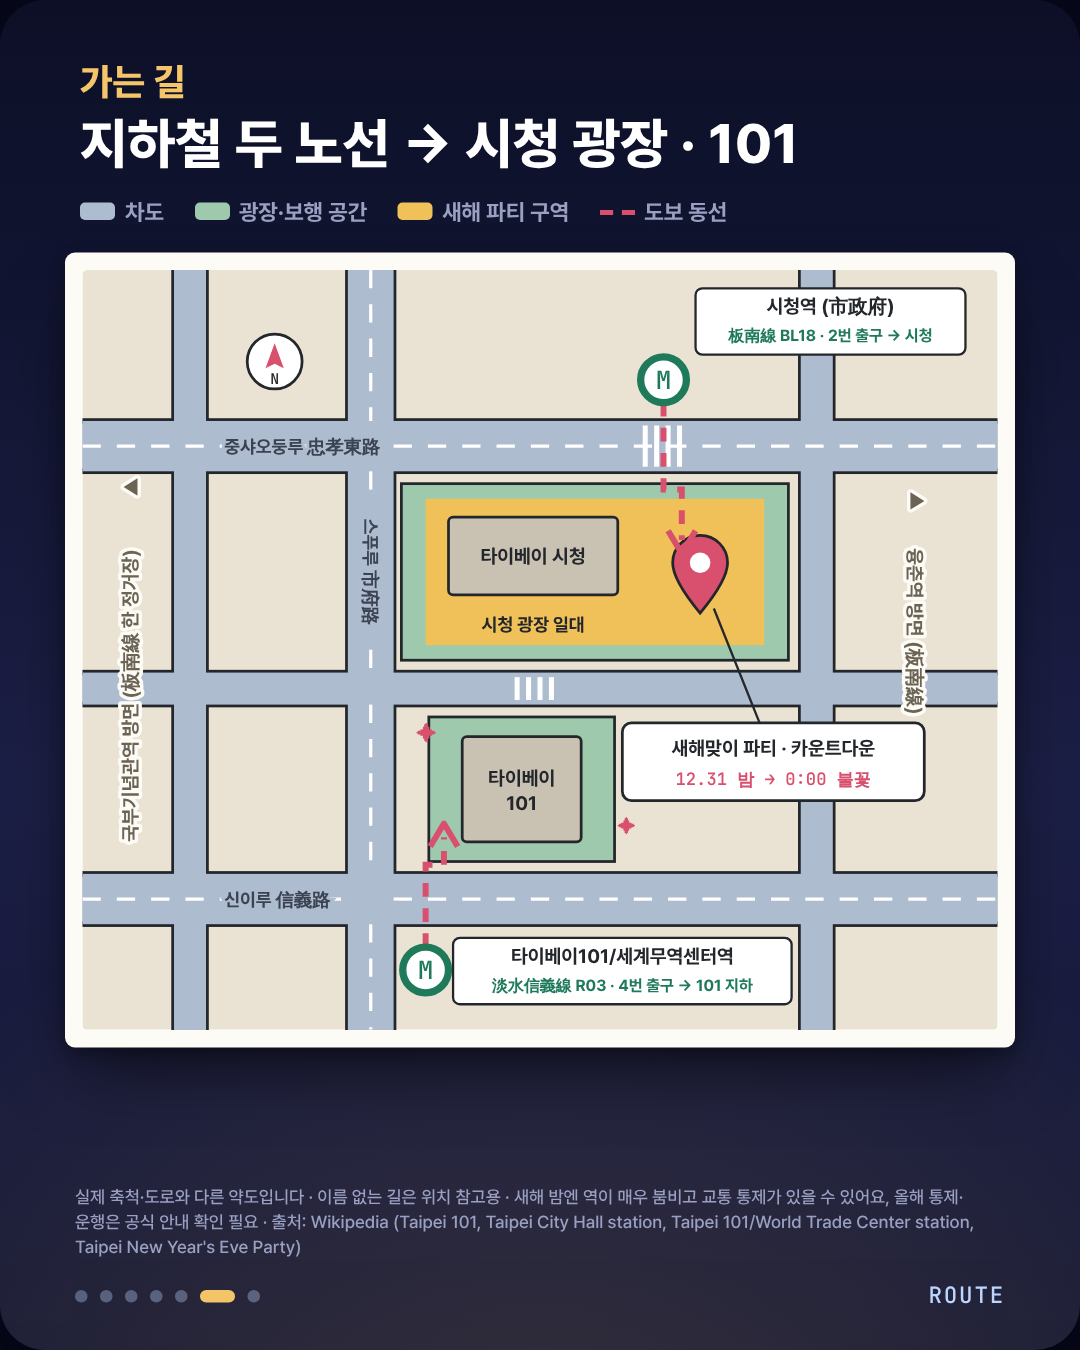 가는 길
지하철 두 노선 → 시청 광장 · 101
차도
광장·보행 공간
새해 파티 구역
도보 동선
시청역 (市政府)
板南線 BL18 · 2번 출구 → 시청
M
N
중샤오둥루 忠孝東路
스푸루 市府路
타이베이 시청
시청 광장 일대
국부기념관역 방면 (板南線 한 정거장)
융춘역 방면 (板南線)
새해맞이 파티 · 카운트다운
12.31 밤 → 0:00 불꽃
타이베이
101
신이루 信義路
M
타이베이101/세계무역센터역
淡水信義線 R03 · 4번 출구 → 101 지하
실제 축척·도로와 다른 약도입니다 · 이름 없는 길은 위치 참고용 · 새해 밤엔 역이 매우 붐비고 교통 통제가 있을 수 있어요, 올해 통제·
운행은 공식 안내 확인 필요 · 출처: Wikipedia (Taipei 101, Taipei City Hall station, Taipei 101/World Trade Center station,
Taipei New Year's Eve Party)
ROUTE